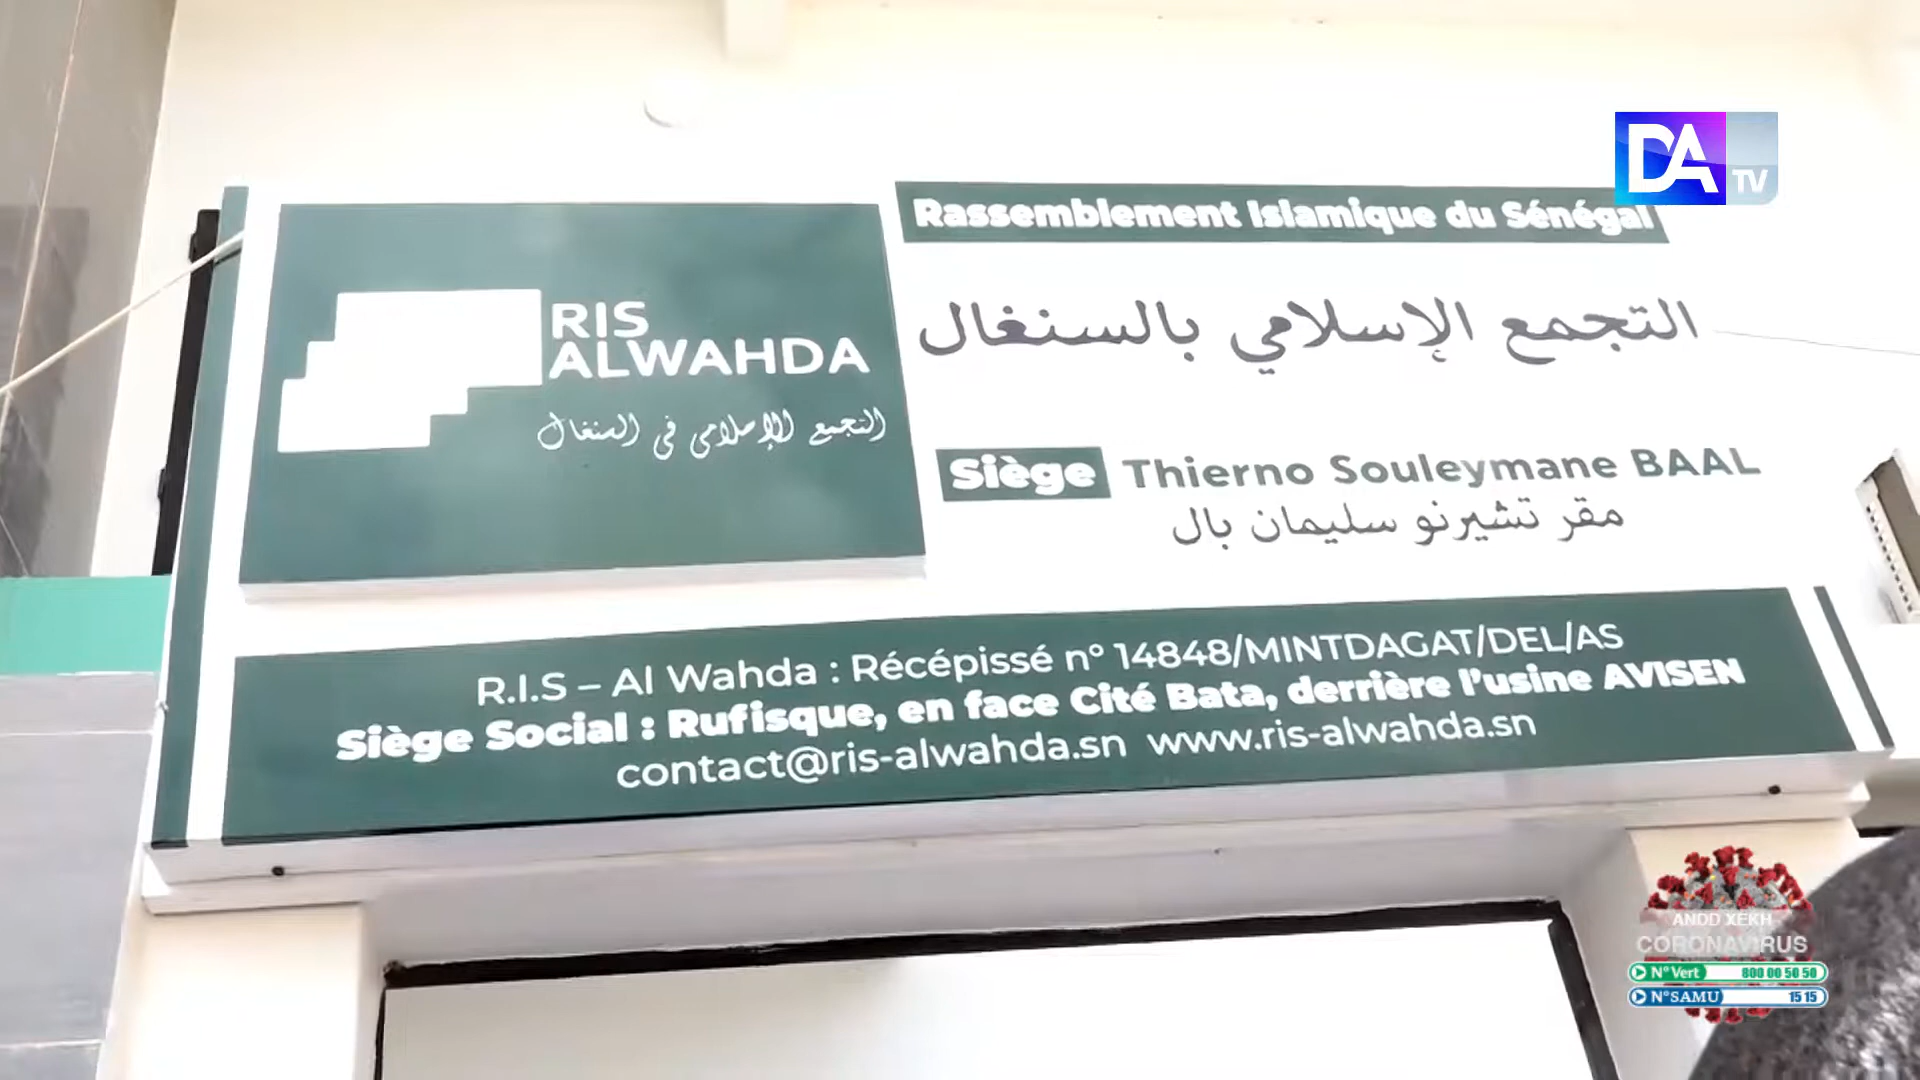 DA TV
Rassemblement Islamique du Sénégal
التجمع الإسلامي بالسنغال
RIS
ALWAHDA
التجمع الإسلامي في السنغال
Siège Thierno Souleymane BAAL
مقر تشيرنو سليمان بال
R.I.S – Al Wahda : Récépissé n° 14848/MINTDAGAT/DEL/AS
Siège Social : Rufisque, en face Cité Bata, derrière l'usine AVISEN
contact@ris-alwahda.sn www.ris-alwahda.sn
ANDD XEKH
CORONAVIRUS
N° Vert 800 00 50 50
N° SAMU 15 15